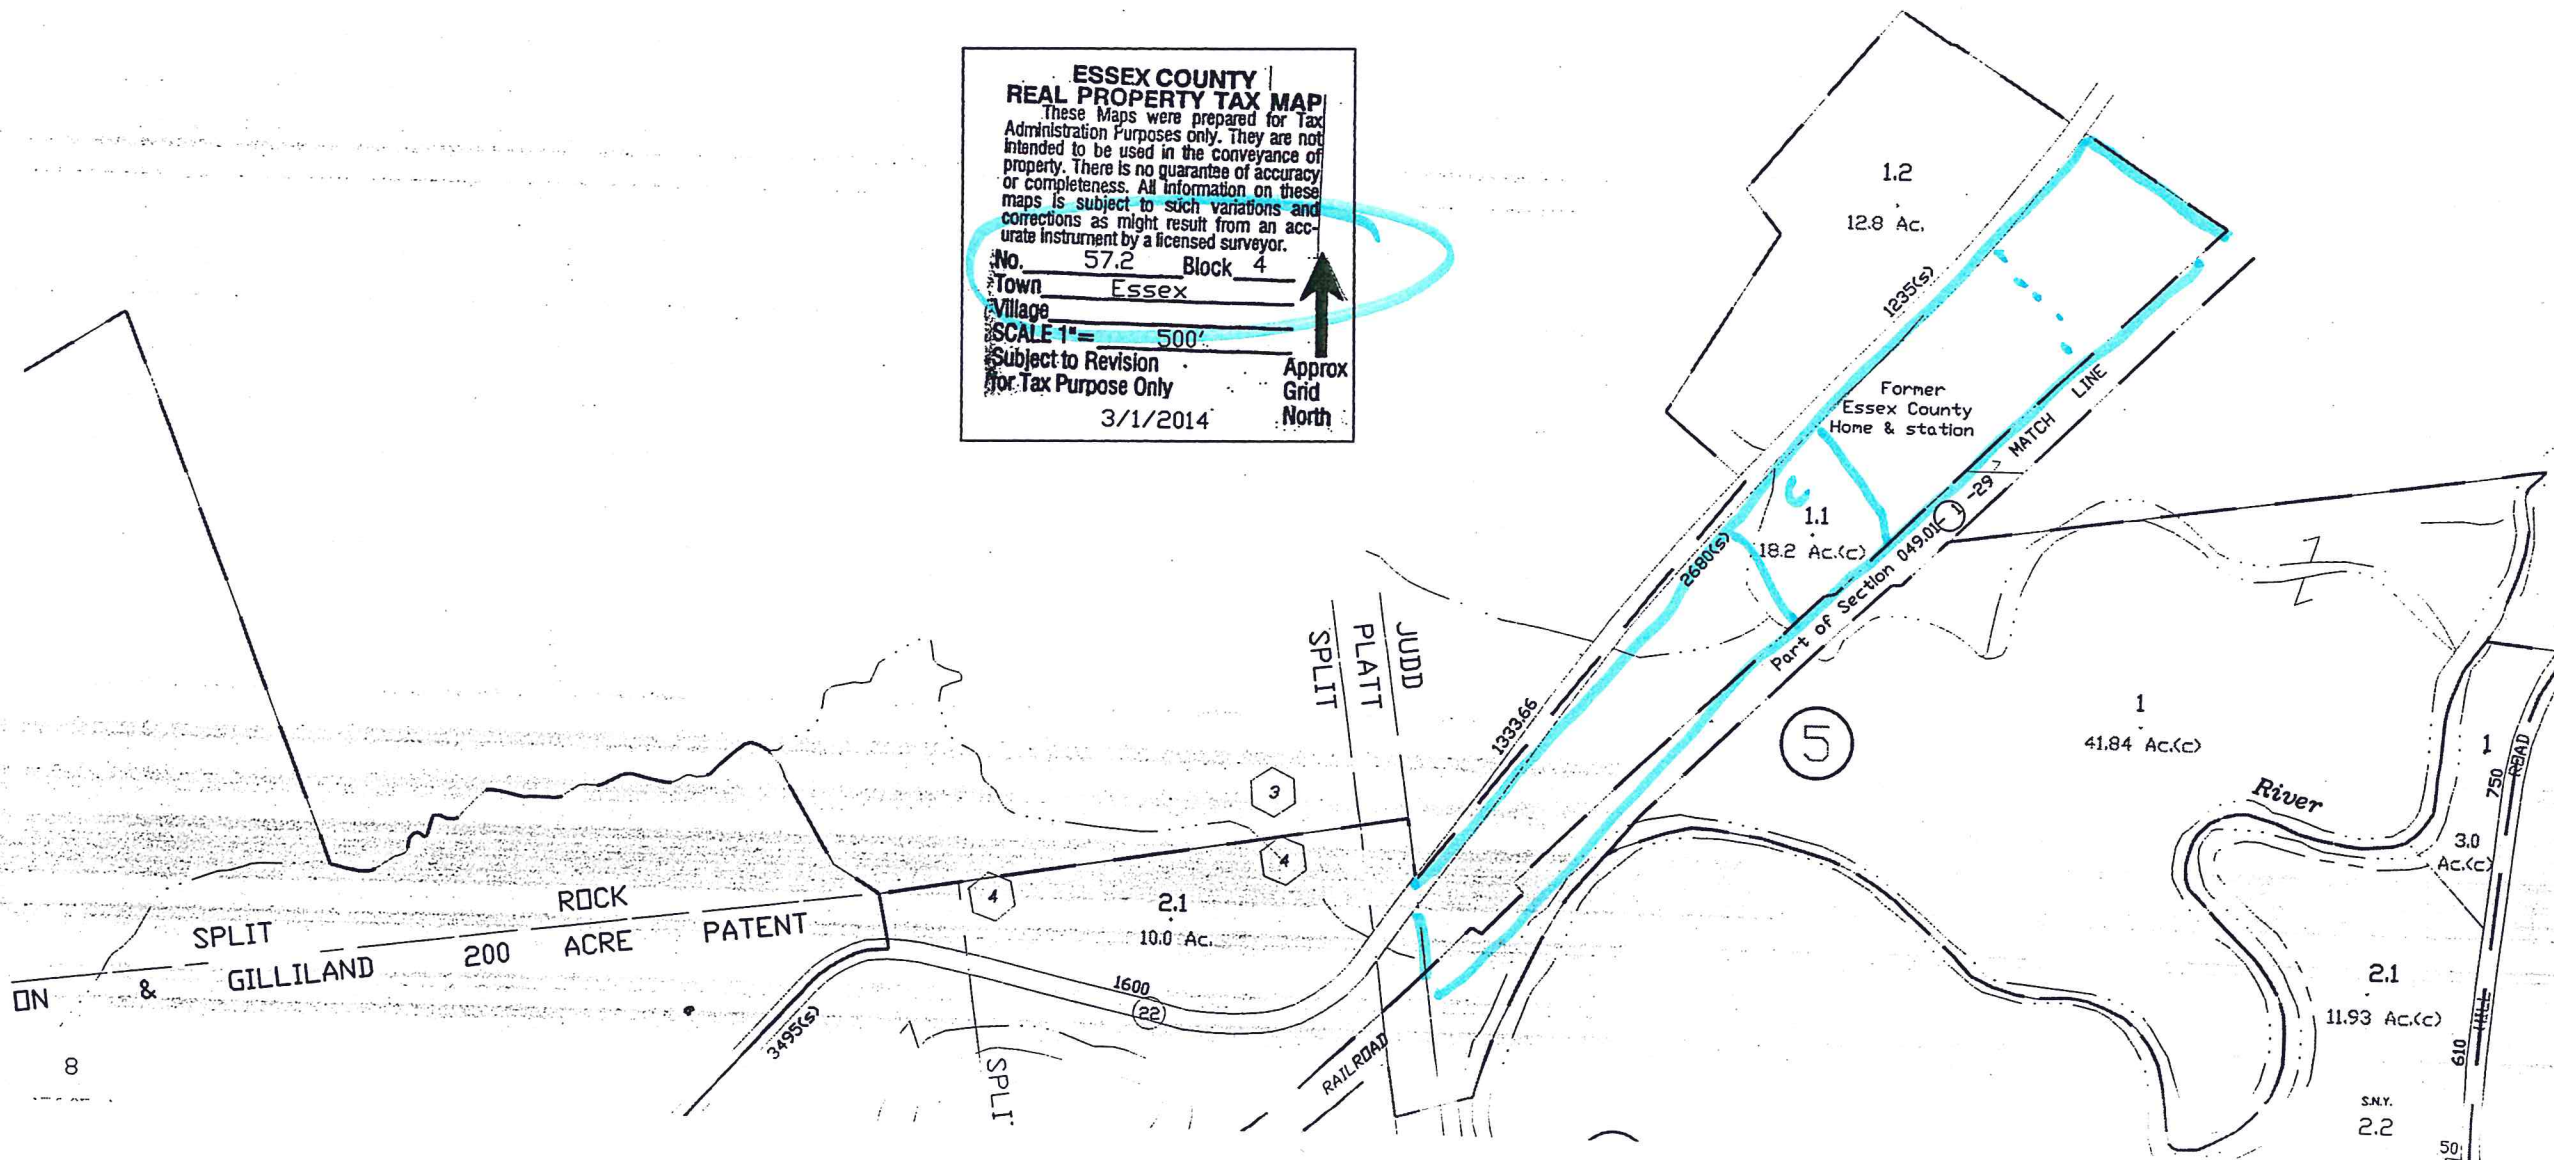 ESSEX COUNTY
REAL PROPERTY TAX MAP
These Maps were prepared for Tax
Administration Purposes only. They are not
intended to be used in the conveyance of
property. There is no guarantee of accuracy
or completeness. All information on these
maps is subject to such variations and
corrections as might result from an acc-
urate instrument by a licensed surveyor.
No. 57.2 Block 4
Town Essex
Village
SCALE 1"= 500'
Subject to Revision
for Tax Purpose Only
3/1/2014
Approx
Grid
North
1.2
12.8 Ac.
1235(s)
Former
Essex County
Home & station
MATCH LINE
C
1.1
18.2 Ac.(c)
2680(s)
Part of Section 049.01-1-29
1333.66
JUDD
PLATT
SPLIT
5
1
41.84 Ac.(c)
River
1
750
ROAD
3.0
Ac.(c)
3
4
4
2.1
10.0 Ac.
ROCK
SPLIT
200 ACRE PATENT
GILLILAND
&
ON
1600
22
3495(s)
SPLIT
RAILROAD
8
2.1
11.93 Ac.(c)
HILL
610
S.N.Y.
2.2
50